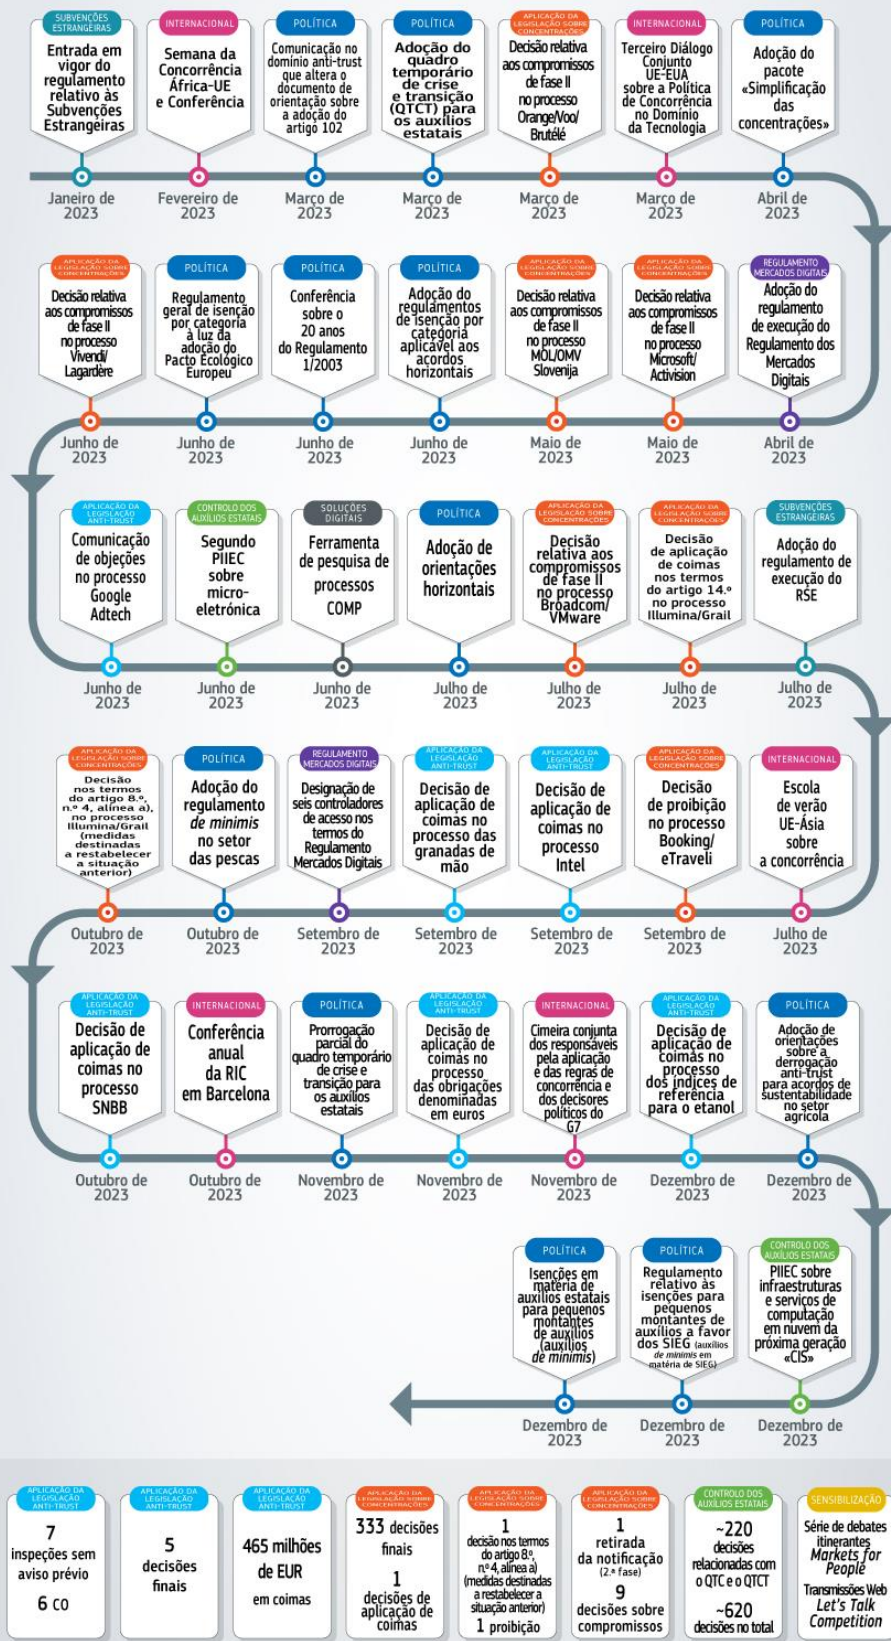 SUBVENÇÕES
ESTRANGEIRAS
Entrada em
vigor do
regulamento
relativo às
Subvenções
Estrangeiras
Janeiro de
2023
INTERNACIONAL
Semana da
Concorrência
África-UE
e Conferência
Fevereiro de
2023
POLÍTICA
Comunicação no
domínio anti-trust
que altera o
documento de
orientação sobre
a adoção do
artigo 102
Março de
2023
POLÍTICA
Adoção do
quadro
temporário
de crise
e transição
(QTCT) para
os auxílios
estatais
Março de
2023
APLICAÇÃO DA
LEGISLAÇÃO SOBRE
CONCENTRAÇÕES
Decisão relativa
aos compromissos
de fase II
no processo
Orange/Voo/
Brutélé
Março de
2023
INTERNACIONAL
Terceiro Diálogo
Conjunto
UE-EUA
sobre a Política
de Concorrência
no Domínio
da Tecnologia
Março de
2023
POLÍTICA
Adoção do
pacote
«Simplificação
das
concentrações»
Abril de
2023
APLICAÇÃO DA
LEGISLAÇÃO SOBRE
CONCENTRAÇÕES
Decisão relativa
aos compromissos
de fase II
no processo
Vivendi/
Lagardère
Junho de
2023
POLÍTICA
Regulamento
geral de isenção
por categoria
à luz da
adoção do
Pacto Ecológico
Europeu
Junho de
2023
POLÍTICA
Conferência
sobre o
20 anos
do Regulamento
1/2003
Junho de
2023
POLÍTICA
Adoção do
regulamentos
de isenção por
categoria
aplicável aos
acordos
horizontais
Junho de
2023
APLICAÇÃO DA
LEGISLAÇÃO SOBRE
CONCENTRAÇÕES
Decisão relativa
aos compromissos
de fase II
no processo
MOL/OMV
Slovenija
Maio de
2023
APLICAÇÃO DA
LEGISLAÇÃO SOBRE
CONCENTRAÇÕES
Decisão relativa
aos compromissos
de fase II
no processo
Microsoft/
Activision
Maio de
2023
REGULAMENTO
MERCADOS DIGITAIS
Adoção do
regulamento
de execução do
Regulamento dos
Mercados
Digitais
Abril de
2023
APLICAÇÃO DA
LEGISLAÇÃO
ANTI-TRUST
Comunicação
de objeções
no processo
Google
Adtech
Junho de
2023
CONTROLO DOS
AUXÍLIOS ESTATAIS
Segundo
PIIEC
sobre
micro-
eletrónica
Junho de
2023
SOLUÇÕES
DIGITAIS
Ferramenta
de pesquisa de
processos
COMP
Junho de
2023
POLÍTICA
Adoção de
orientações
horizontais
Julho de
2023
APLICAÇÃO DA
LEGISLAÇÃO SOBRE
CONCENTRAÇÕES
Decisão
relativa aos
compromissos
de fase II
no processo
Broadcom/
VMware
Julho de
2023
APLICAÇÃO DA
LEGISLAÇÃO SOBRE
CONCENTRAÇÕES
Decisão
de aplicação
de coimas
nos termos
do artigo 14.º
no processo
Illumina/Grail
Julho de
2023
SUBVENÇÕES
ESTRANGEIRAS
Adoção do
regulamento de
execução do
RSE
Julho de
2023
APLICAÇÃO DA
LEGISLAÇÃO SOBRE
CONCENTRAÇÕES
Decisão
nos termos
do artigo 8.º,
n.º 4, alínea a),
no processo
Illumina/Grail
(medidas
destinadas
a restabelecer
a situação
anterior)
Outubro de
2023
POLÍTICA
Adoção do
regulamento
de minimis
no setor
das pescas
Outubro de
2023
REGULAMENTO
MERCADOS DIGITAIS
Designação de
seis controladores
de acesso nos
termos do
Regulamento
Mercados Digitais
Setembro de
2023
APLICAÇÃO DA
LEGISLAÇÃO
ANTI-TRUST
Decisão de
aplicação de
coimas no
processo das
granadas de
mão
Setembro de
2023
APLICAÇÃO DA
LEGISLAÇÃO
ANTI-TRUST
Decisão de
aplicação de
coimas no
processo
Intel
Setembro de
2023
APLICAÇÃO DA
LEGISLAÇÃO SOBRE
CONCENTRAÇÕES
Decisão
de proibição
no processo
Booking/
eTraveli
Setembro de
2023
INTERNACIONAL
Escola
de verão
UE-Ásia
sobre
a concorrência
Julho de
2023
APLICAÇÃO DA
LEGISLAÇÃO
ANTI-TRUST
Decisão de
aplicação de
coimas no
processo
SNBB
Outubro de
2023
INTERNACIONAL
Conferência
anual
da RIC
em Barcelona
Outubro de
2023
POLÍTICA
Prorrogação
parcial do
quadro temporário
de crise e
transição para
os auxílios
estatais
Novembro de
2023
APLICAÇÃO DA
LEGISLAÇÃO
ANTI-TRUST
Decisão de
aplicação de
coimas no
processo
das obrigações
denominadas
em euros
Novembro de
2023
INTERNACIONAL
Cimeira conjunta
dos responsáveis
pela aplicação
e das regras de
concorrência e
dos decisores
políticos do
G7
Novembro de
2023
APLICAÇÃO DA
LEGISLAÇÃO
ANTI-TRUST
Decisão de
aplicação de
coimas no
processo
dos índices de
referência
para o etanol
Dezembro de
2023
POLÍTICA
Adoção de
orientações
sobre a
derrogação
anti-trust
para acordos de
sustentabilidade
no setor
agrícola
Dezembro de
2023
POLÍTICA
Isenções em
matéria de
auxílios estatais
para pequenos
montantes
de auxílios
(auxílios
de minimis)
Dezembro de
2023
POLÍTICA
Regulamento
relativo às
isenções para
pequenos
montantes de
auxílios a favor
dos SIEG (auxílios
de minimis em
matéria de SIEG)
Dezembro de
2023
CONTROLO DOS
AUXÍLIOS ESTATAIS
PIIEC sobre
infraestruturas
e serviços de
computação
em nuvem da
próxima geração
«CIS»
Dezembro de
2023
APLICAÇÃO DA
LEGISLAÇÃO
ANTI-TRUST
7
inspeções sem
aviso prévio
6 CO
APLICAÇÃO DA
LEGISLAÇÃO
ANTI-TRUST
5
decisões
finais
APLICAÇÃO DA
LEGISLAÇÃO
ANTI-TRUST
465 milhões
de EUR
em coimas
APLICAÇÃO DA
LEGISLAÇÃO SOBRE
CONCENTRAÇÕES
333 decisões
finais
1
decisões de
aplicação de
coimas
APLICAÇÃO DA
LEGISLAÇÃO SOBRE
CONCENTRAÇÕES
1
decisão nos termos
do artigo 8.º,
n.º 4, alínea a)
(medidas destinadas
a restabelecer a
situação anterior)
1 proibição
APLICAÇÃO DA
LEGISLAÇÃO SOBRE
CONCENTRAÇÕES
1
retirada
da notificação
(2.ª fase)
9
decisões sobre
compromissos
CONTROLO DOS
AUXÍLIOS ESTATAIS
~220
decisões
relacionadas com
o QTC e o QTCT
~620
decisões no total
SENSIBILIZAÇÃO
Série de debates
itinerantes
Markets for
People
Transmissões Web
Let's Talk
Competition